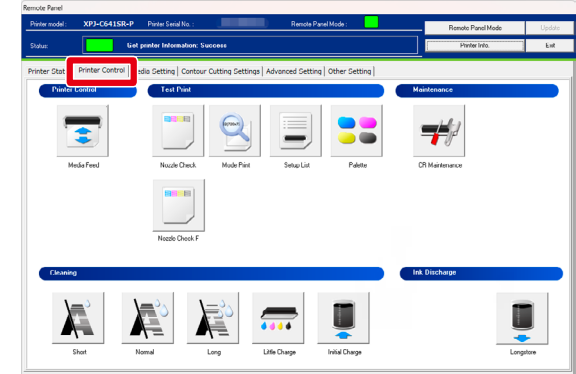 Remote Panel
Printer model : XPJ-C641SR-P Printer Serial No. : Remote Panel Mode :
Remote Panel Mode Update
Status: Get printer Information: Success
Printer Info. Exit
Printer Stat Printer Control dia Setting Contour Cutting Settings Advanced Setting Other Setting
Printer Control Test Print Maintenance
Media Feed Nozzle Check Mode Print Setup List Palette CR Maintenance
Nozzle Check F
Cleaning Ink Discharge
Short Normal Long Little Charge Initial Charge Longstore